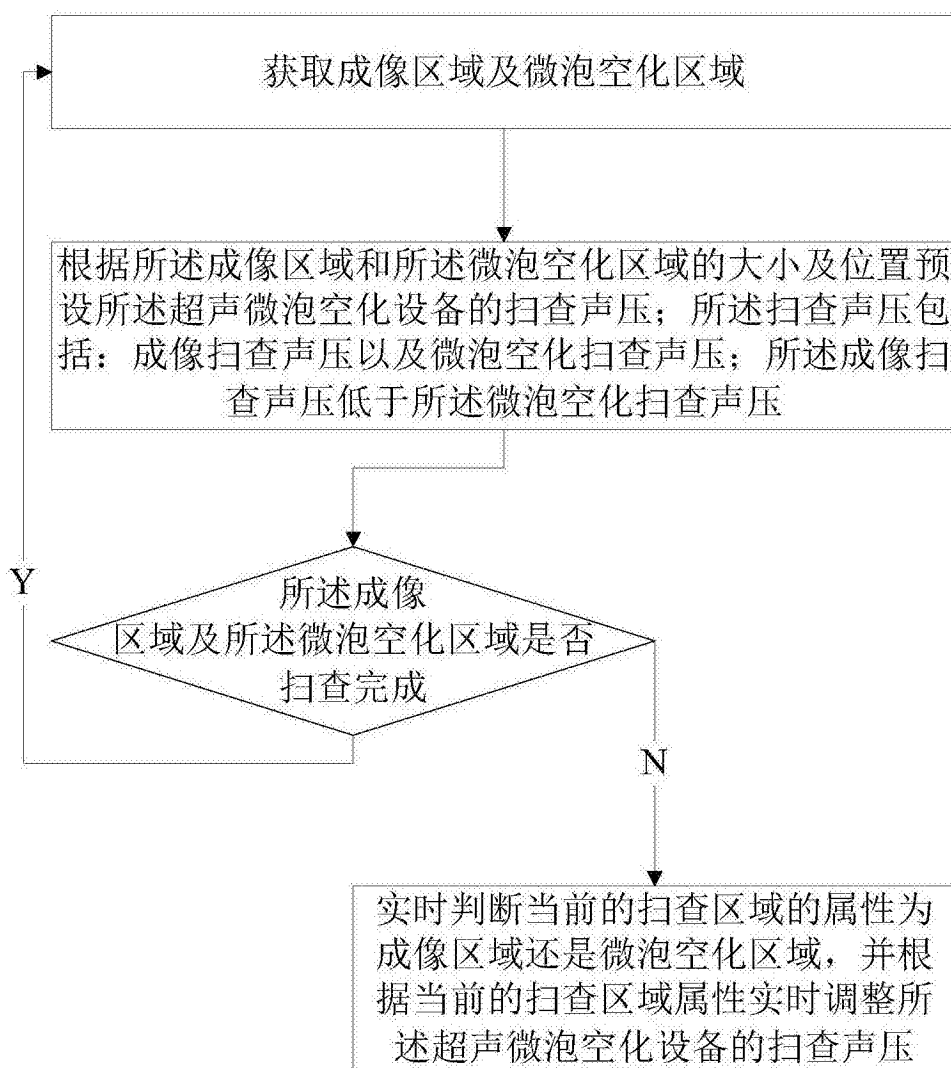 获取成像区域及微泡空化区域
根据所述成像区域和所述微泡空化区域的大小及位置预
设所述超声微泡空化设备的扫查声压；所述扫查声压包
括：成像扫查声压以及微泡空化扫查声压；所述成像扫
查声压低于所述微泡空化扫查声压
Y
所述成像
区域及所述微泡空化区域是否
扫查完成
N
实时判断当前的扫查区域的属性为
成像区域还是微泡空化区域，并根
据当前的扫查区域属性实时调整所
述超声微泡空化设备的扫查声压